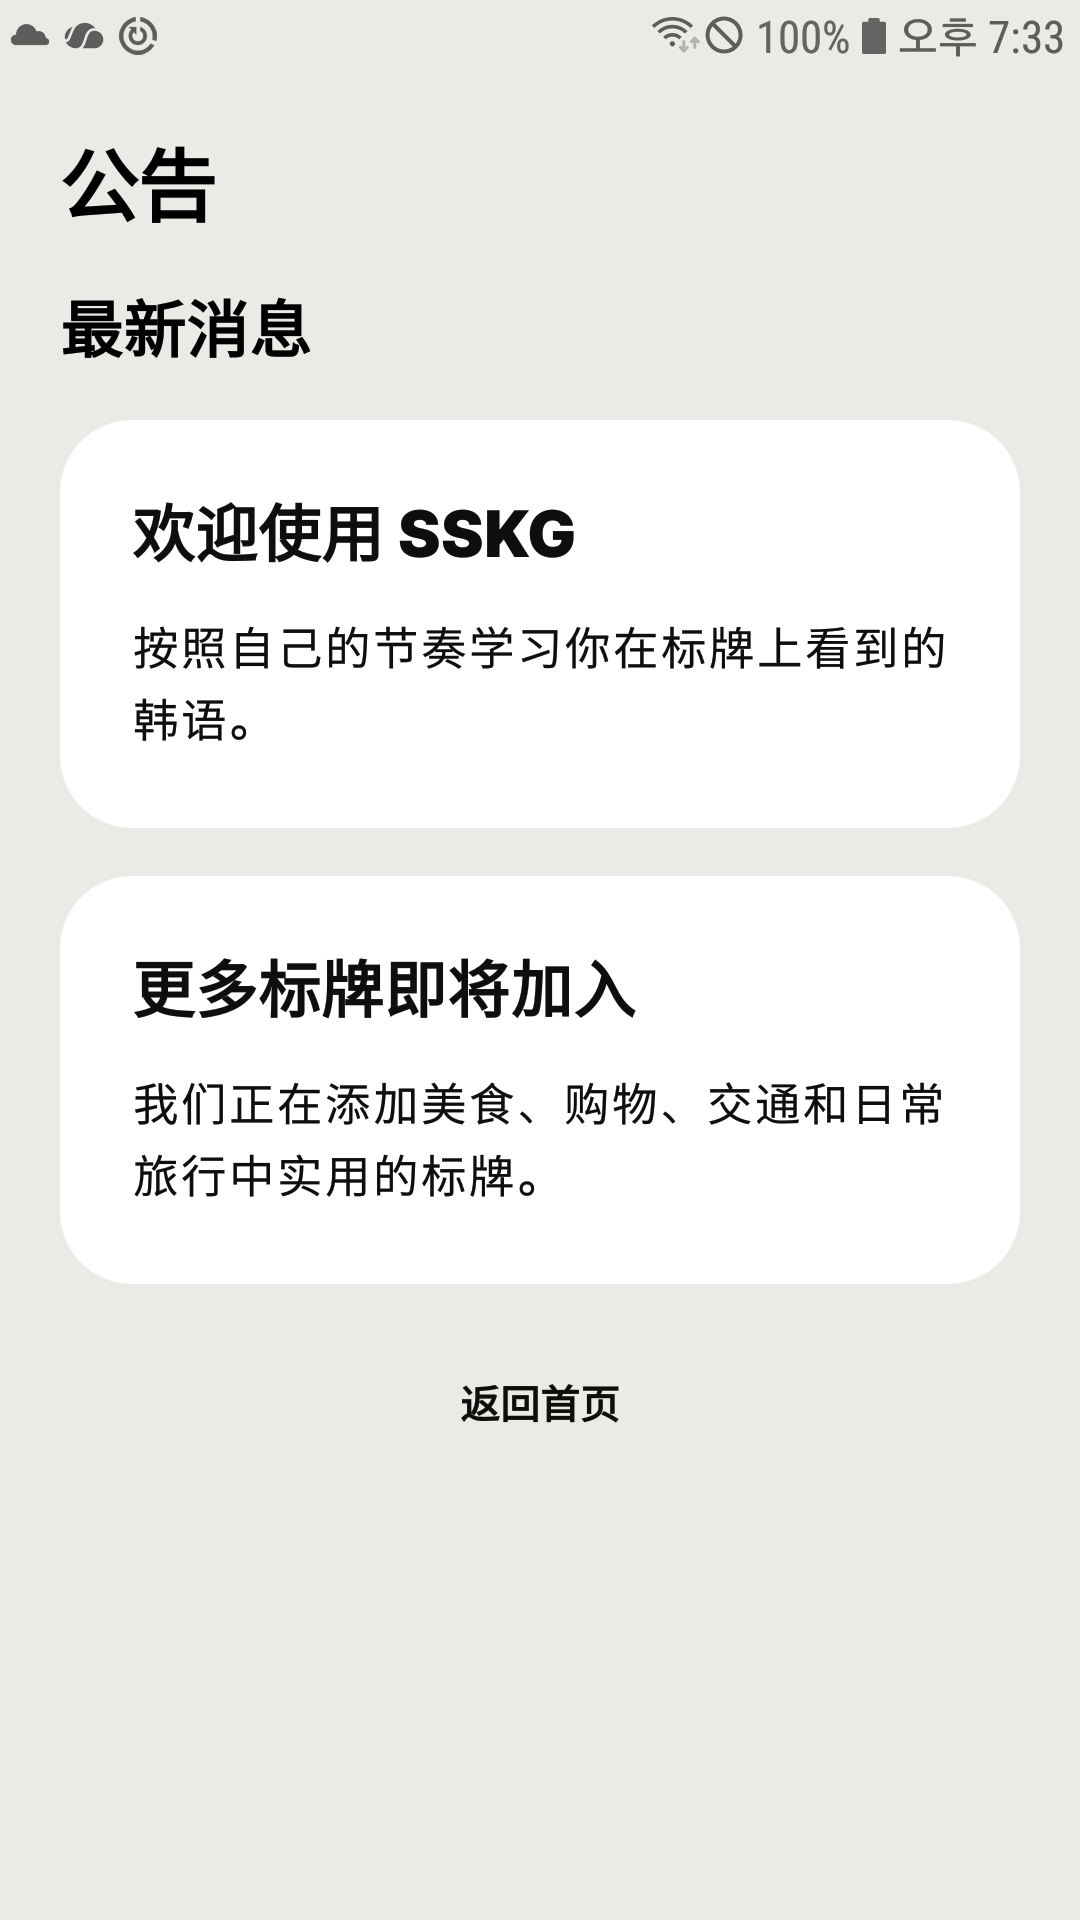 100% 오후 7:33
公告
最新消息
欢迎使用 SSKG
按照自己的节奏学习你在标牌上看到的
韩语。
更多标牌即将加入
我们正在添加美食、购物、交通和日常
旅行中实用的标牌。
返回首页